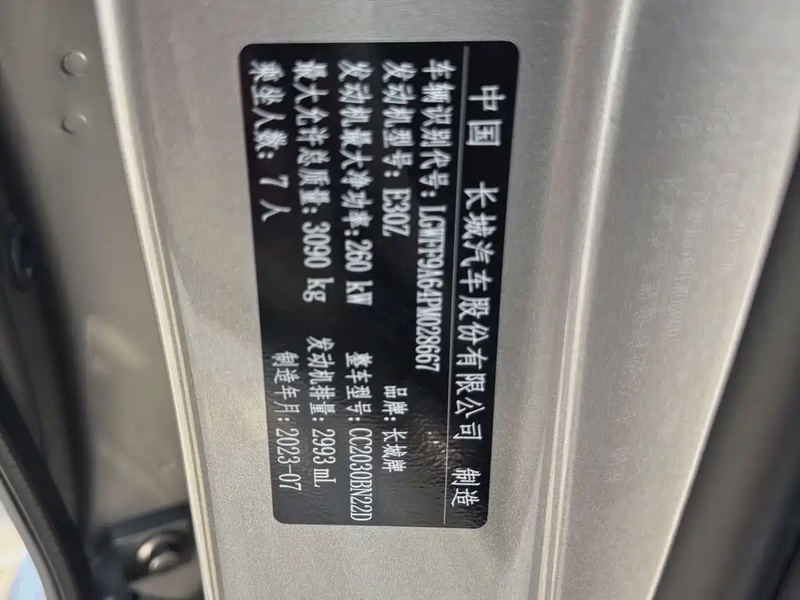 中国 长城汽车股份有限公司 制造
车辆识别代号: LGWFF9A64PM028667
发动机型号: E30Z 品牌: 长城牌
发动机最大净功率: 260 kW 整车型号: CC2030BN22D
最大允许总质量: 3090 kg 发动机排量: 2993 mL
乘坐人数: 7 人 制造年月: 2023-07